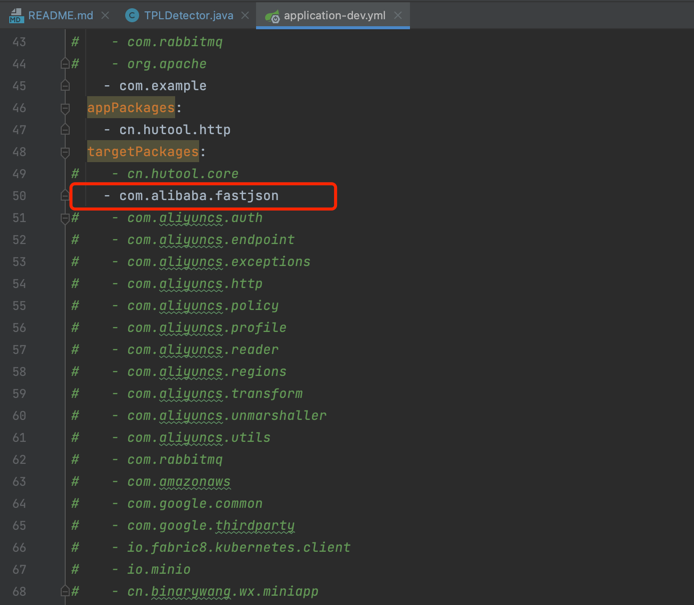 README.md
TPLDetector.java
application-dev.yml
43 #    - com.rabbitmq
44 #    - org.apache
45     - com.example
46   appPackages:
47     - cn.hutool.http
48   targetPackages:
49 #    - cn.hutool.core
50     - com.alibaba.fastjson
51 #    - com.aliyuncs.auth
52 #    - com.aliyuncs.endpoint
53 #    - com.aliyuncs.exceptions
54 #    - com.aliyuncs.http
55 #    - com.aliyuncs.policy
56 #    - com.aliyuncs.profile
57 #    - com.aliyuncs.reader
58 #    - com.aliyuncs.regions
59 #    - com.aliyuncs.transform
60 #    - com.aliyuncs.unmarshaller
61 #    - com.aliyuncs.utils
62 #    - com.rabbitmq
63 #    - com.amazonaws
64 #    - com.google.common
65 #    - com.google.thirdparty
66 #    - io.fabric8.kubernetes.client
67 #    - io.minio
68 #    - cn.binarywang.wx.miniapp